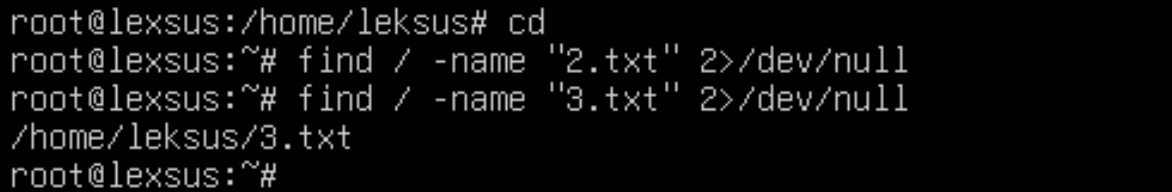 root@lexsus:/home/leksus# cd
root@lexsus:~# find / -name "2.txt" 2>/dev/null
root@lexsus:~# find / -name "3.txt" 2>/dev/null
/home/leksus/3.txt
root@lexsus:~#